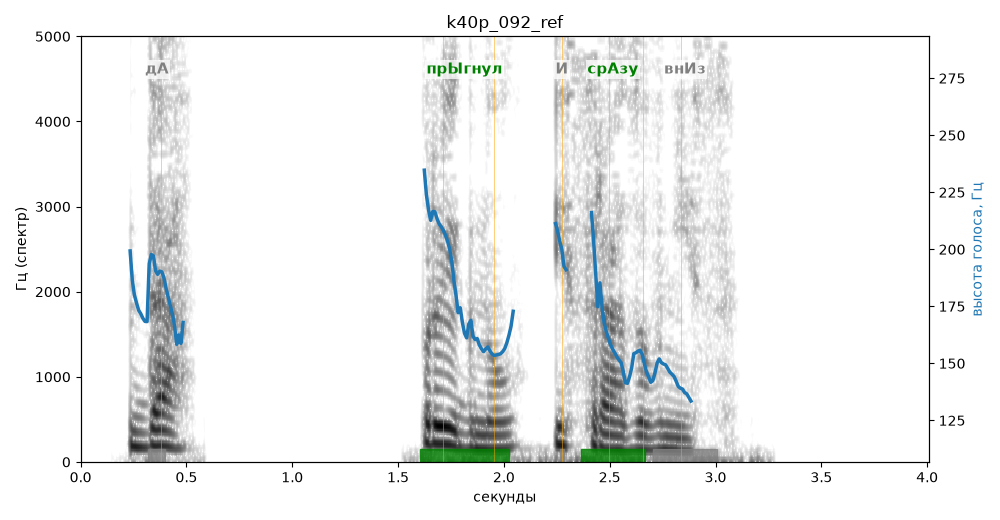 k40p_092_ref
дА
прЫгнул
И
срАзу
внИз
5000
4000
3000
2000
1000
0
Гц (спектр)
275
250
225
200
175
150
125
высота голоса, Гц
0.0 0.5 1.0 1.5 2.0 2.5 3.0 3.5 4.0
секунды